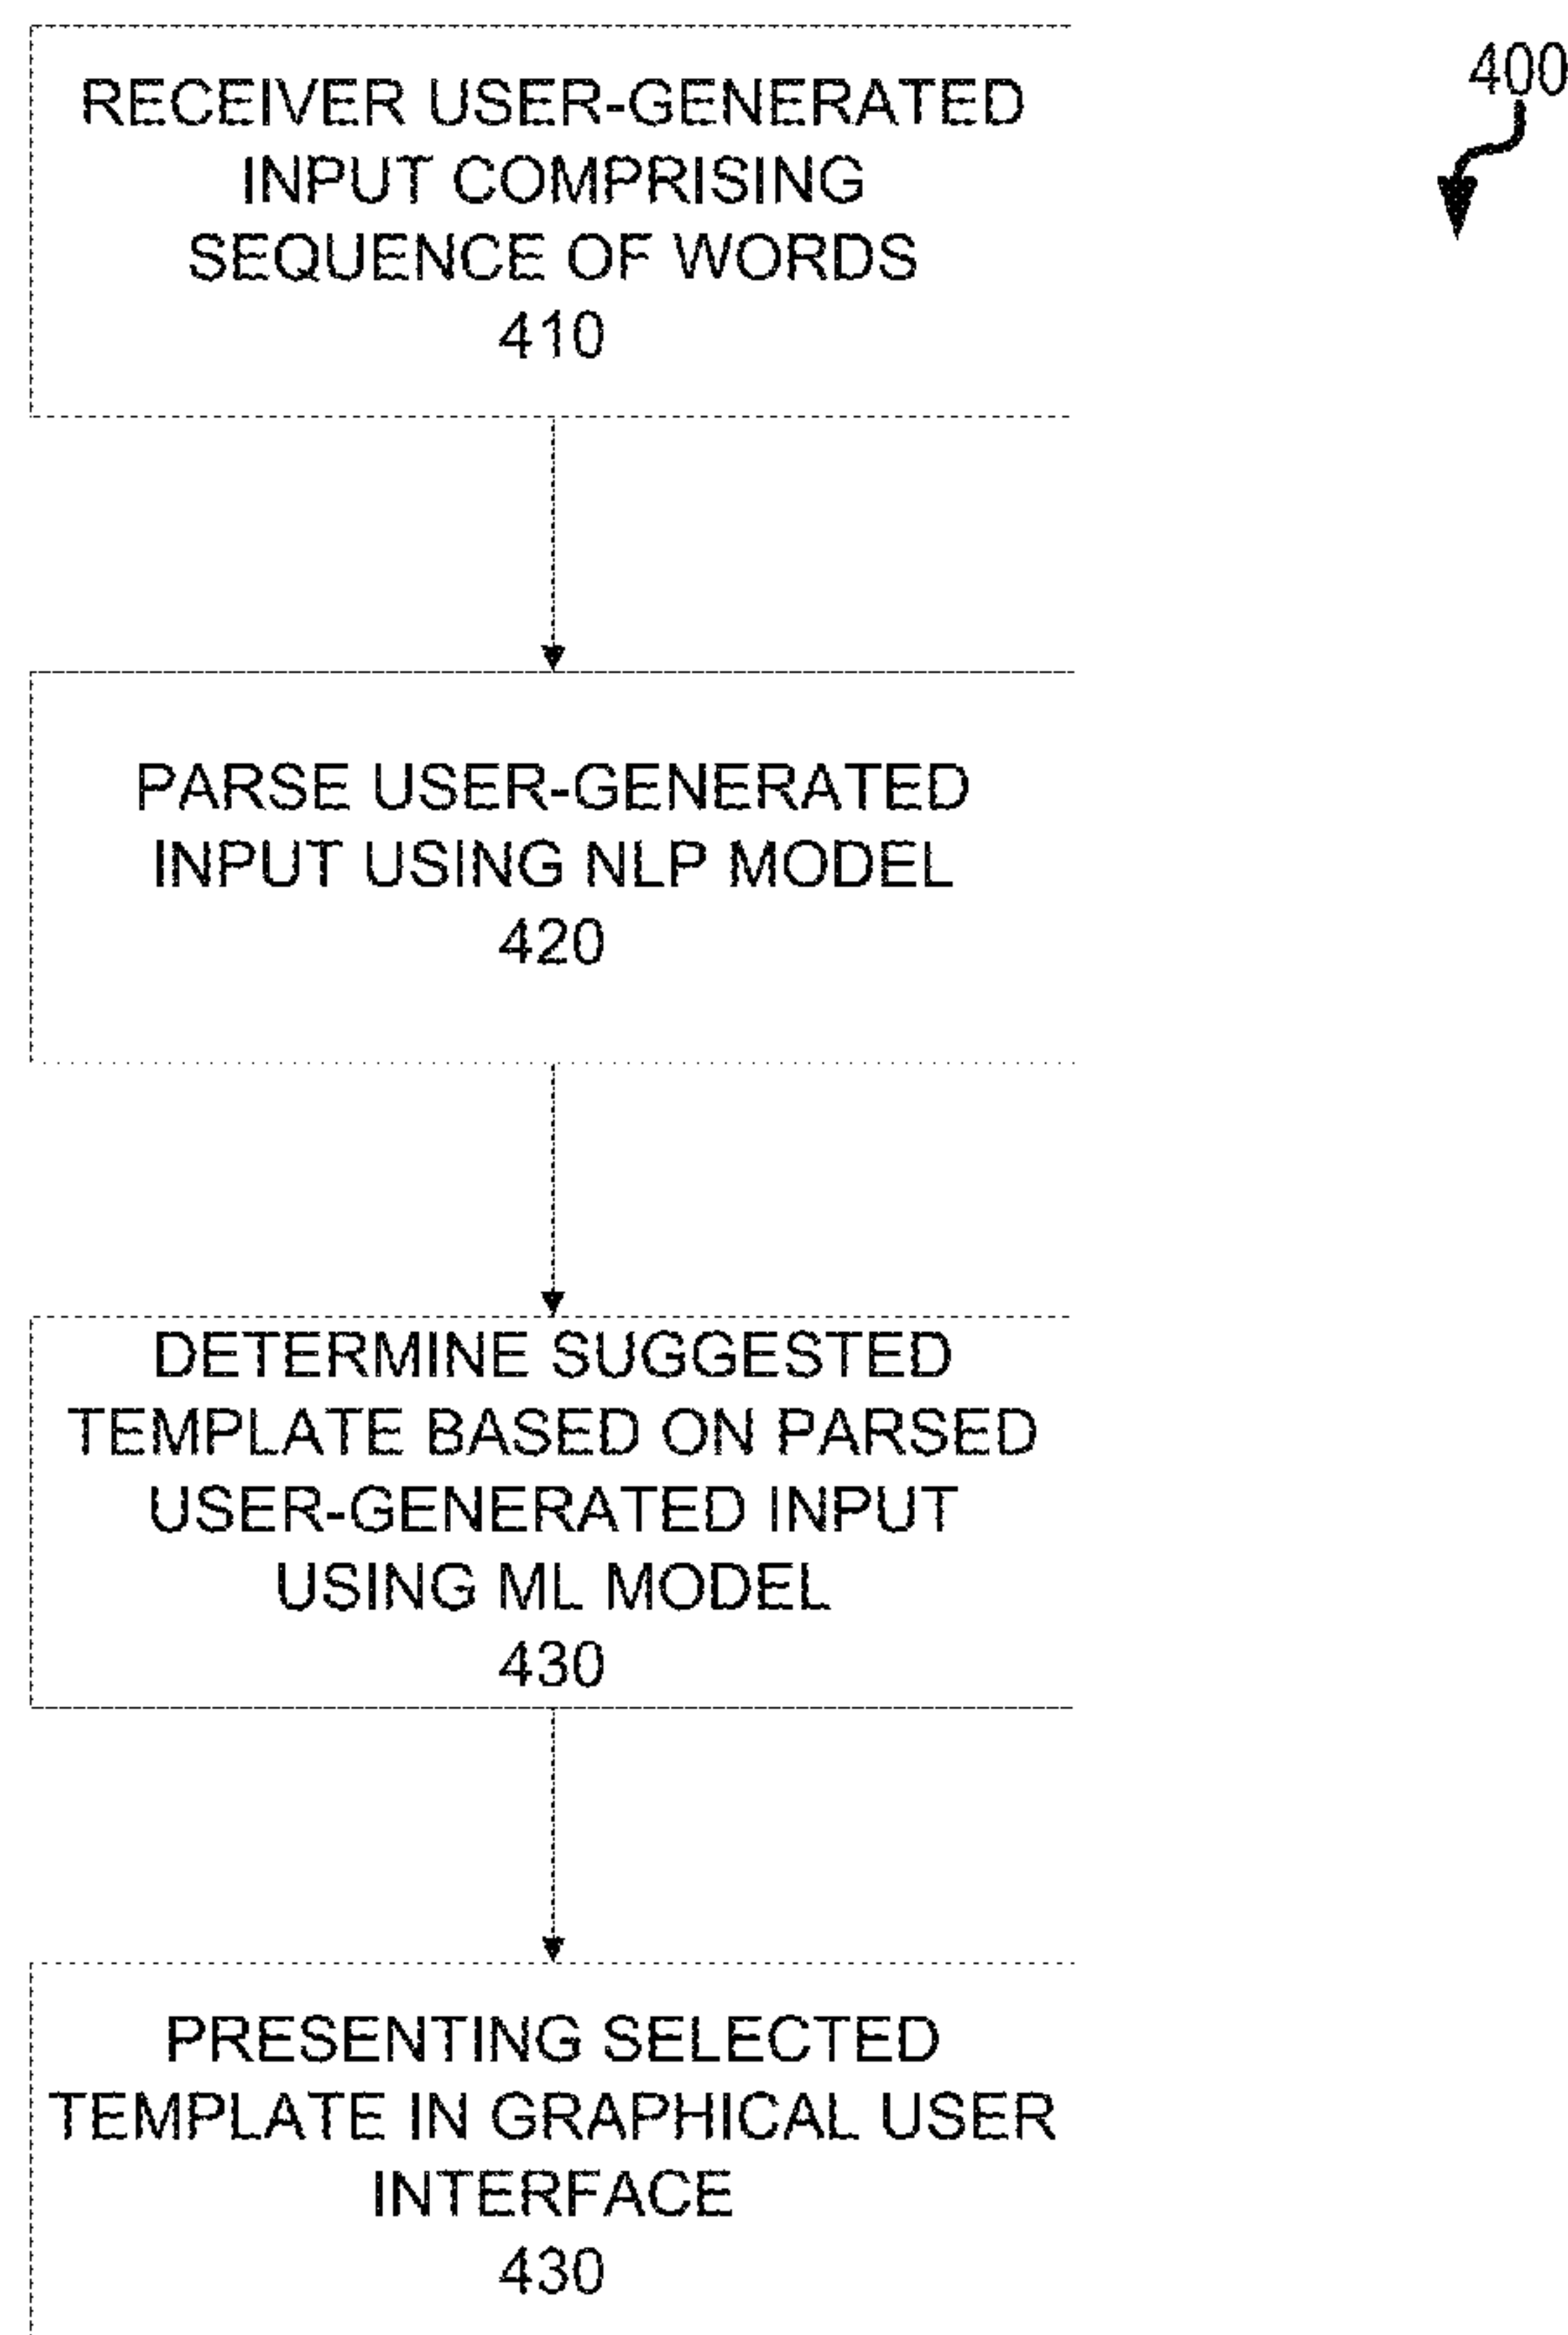 RECEIVER USER-GENERATED
INPUT COMPRISING
SEQUENCE OF WORDS
410
400
PARSE USER-GENERATED
INPUT USING NLP MODEL
420
DETERMINE SUGGESTED
TEMPLATE BASED ON PARSED
USER-GENERATED INPUT
USING ML MODEL
430
PRESENTING SELECTED
TEMPLATE IN GRAPHICAL USER
INTERFACE
430